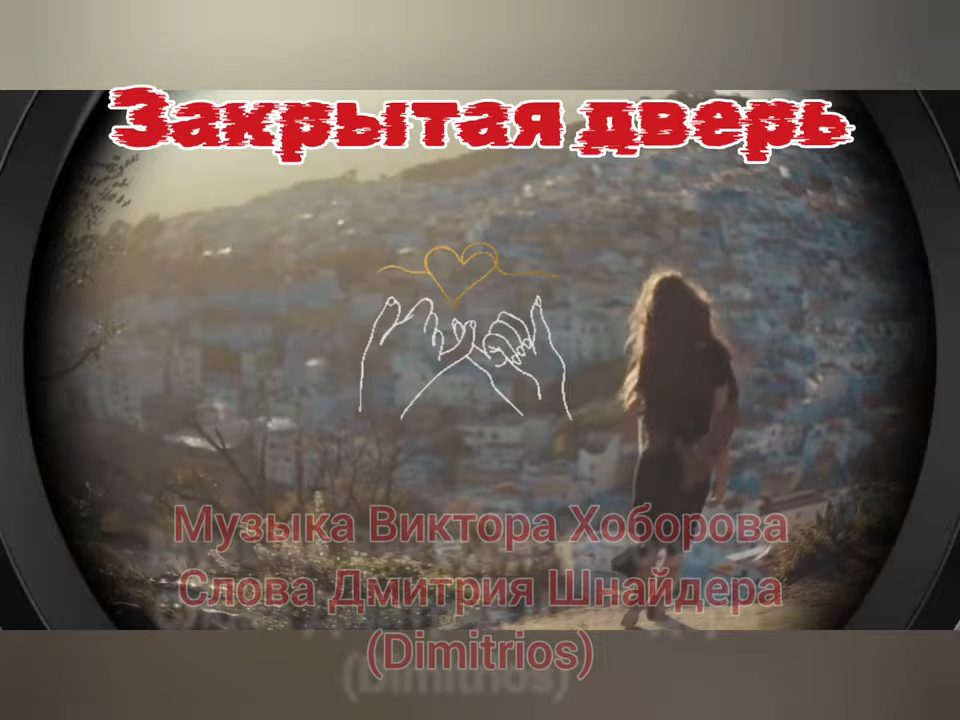 Закрытая дверь
Музыка Виктора Хоборова
Слова Дмитрия Шнайдера
(Dimitrios)